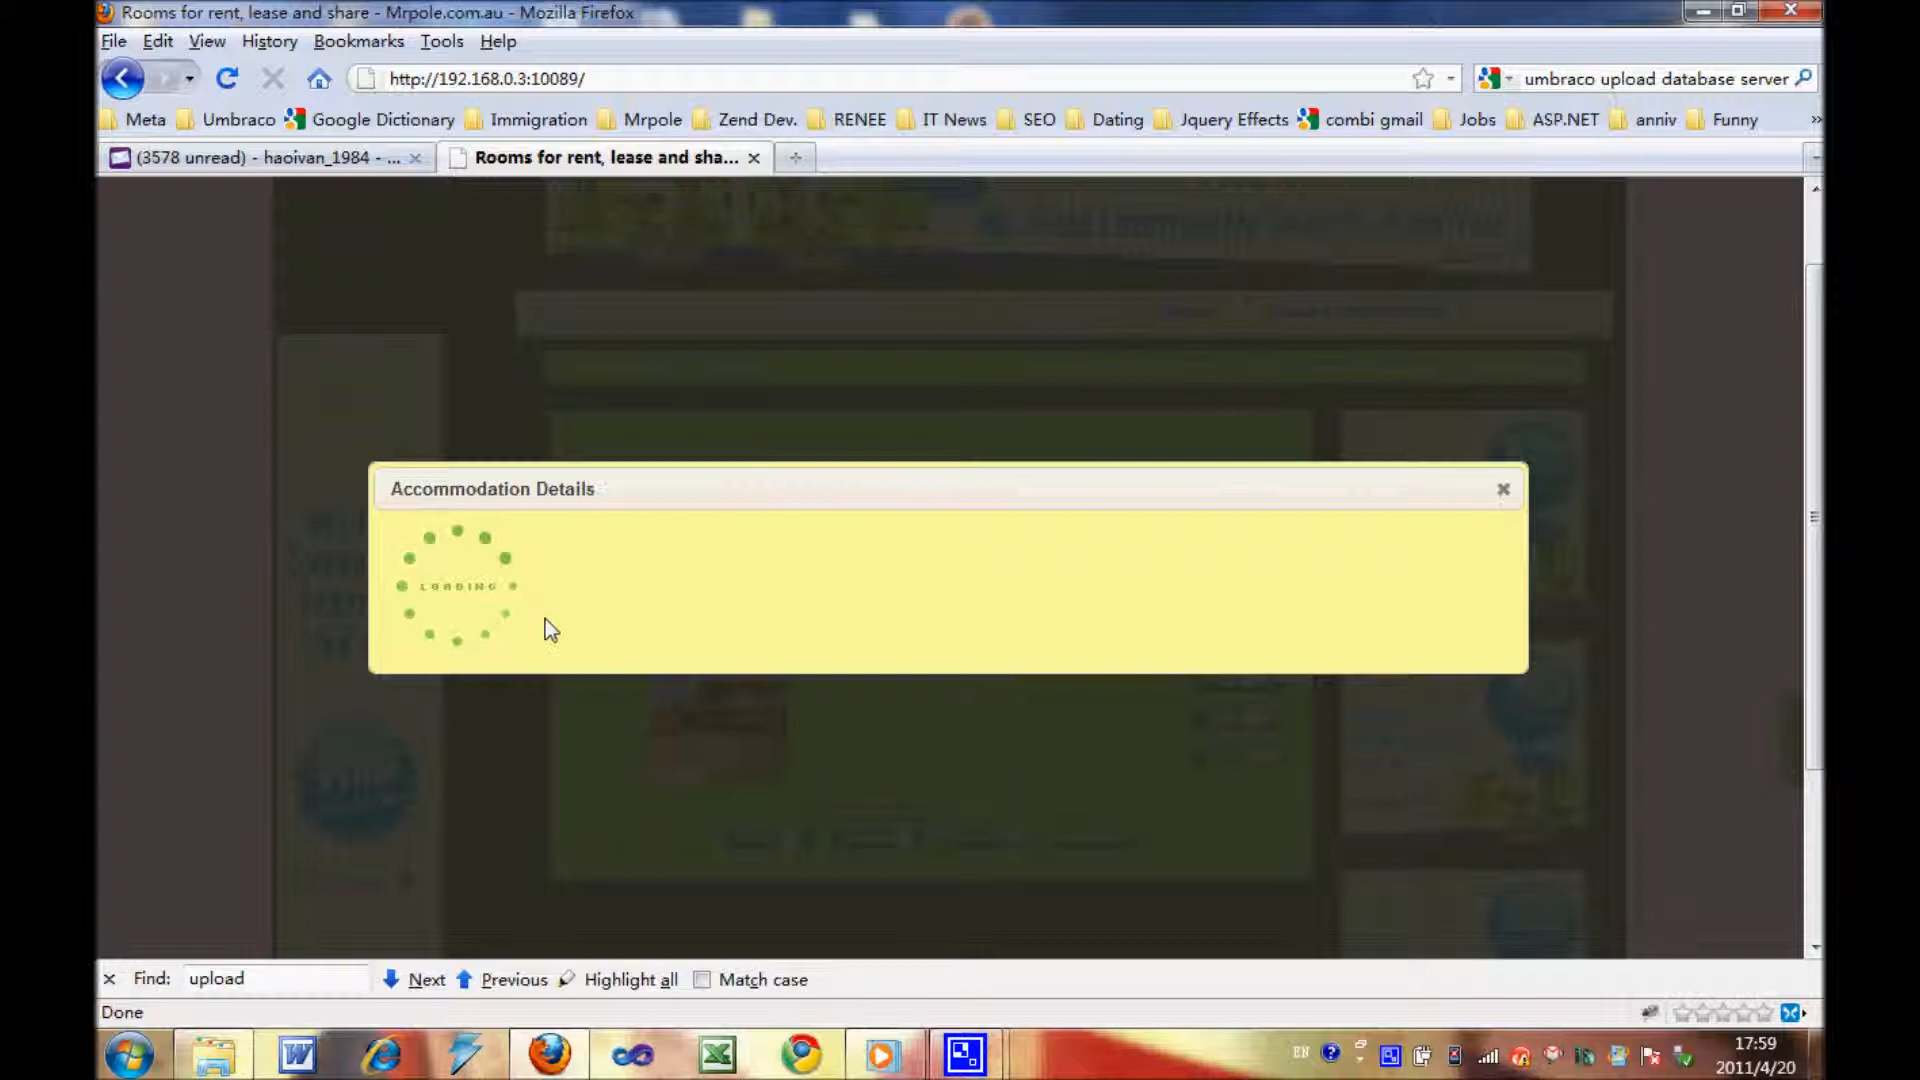 Rooms for rent, lease and share - Mrpole.com.au - Mozilla Firefox
File Edit View History Bookmarks Tools Help
http://192.168.0.3:10089/ umbraco upload database server
Meta Umbraco Google Dictionary Immigration Mrpole Zend Dev. RENEE IT News SEO Dating Jquery Effects combi gmail Jobs ASP.NET anniv Funny »
(3578 unread) - haoivan_1984 - ... Rooms for rent, lease and sha...
Accommodation Details
LOADING
Find: upload Next Previous Highlight all Match case
Done
EN 17:59
2011/4/20